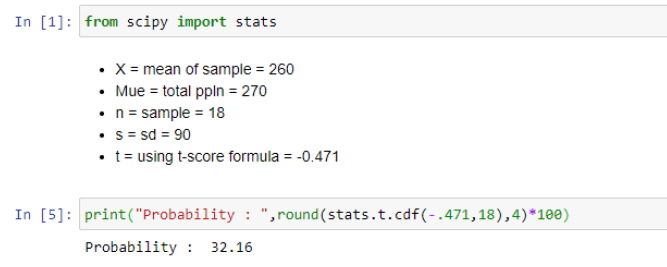 In [1]: from scipy import stats
• X = mean of sample = 260
• Mue = total ppln = 270
• n = sample = 18
• s = sd = 90
• t = using t-score formula = -0.471
In [5]: print("Probability : ",round(stats.t.cdf(-.471,18),4)*100)
Probability :  32.16